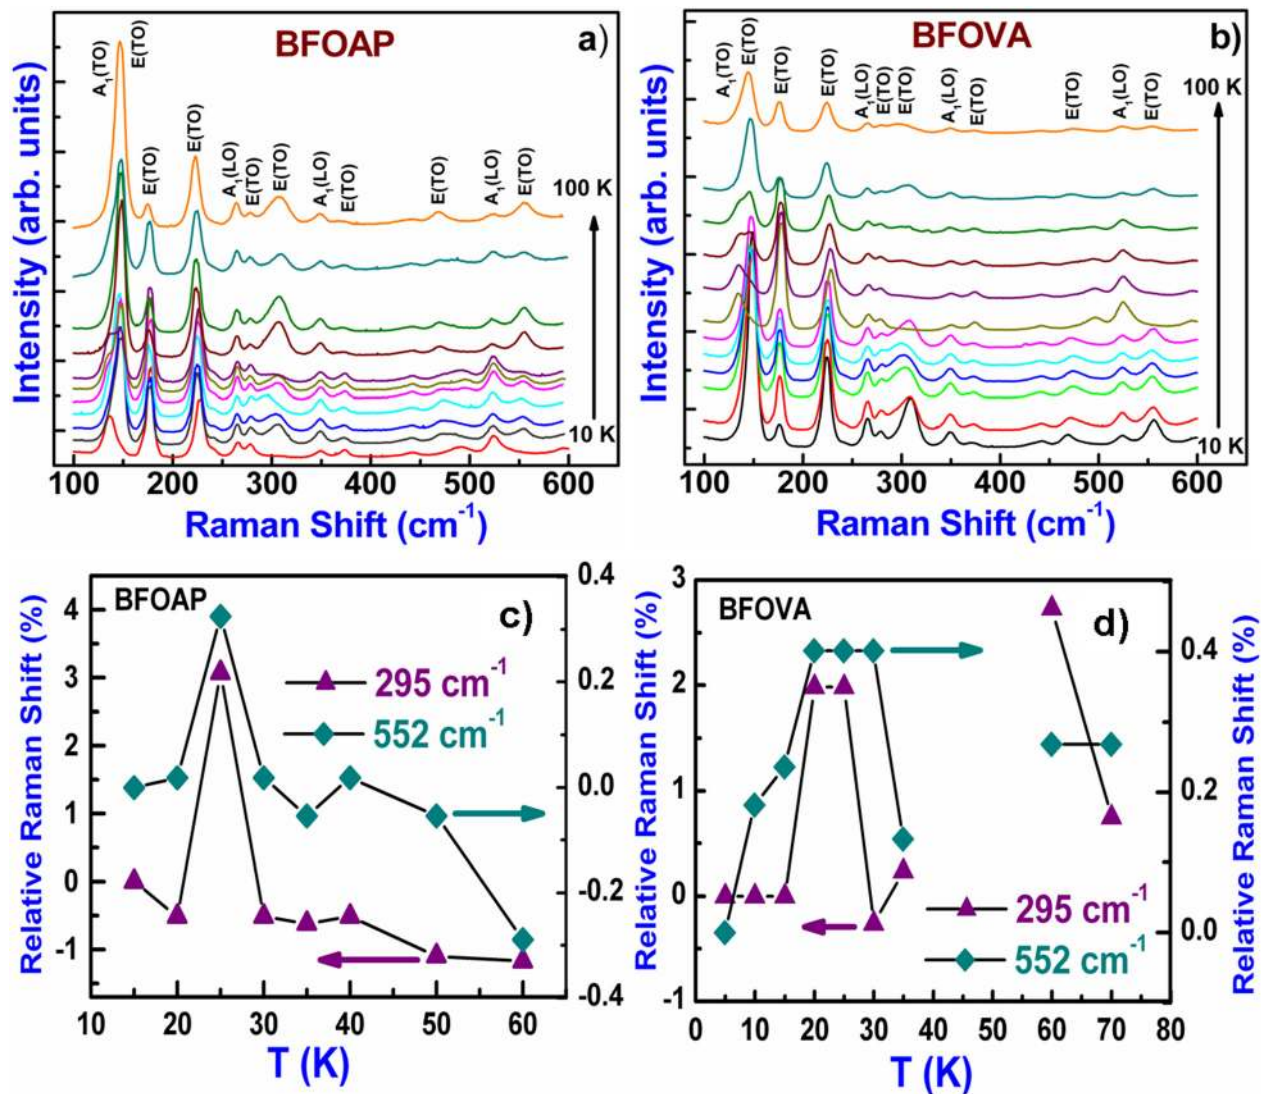 BFOAP
a)
A₁(TO)
E(TO)
E(TO)
E(TO)
A₁(LO)
E(TO)
E(TO)
A₁(LO)
E(TO)
E(TO)
A₁(LO)
E(TO)
100 K
10 K
Intensity (arb. units)
100 200 300 400 500 600
Raman Shift (cm⁻¹)
BFOVA
b)
A₁(TO)
E(TO)
E(TO)
E(TO)
A₁(LO)
E(TO)
E(TO)
A₁(LO)
E(TO)
E(TO)
A₁(LO)
E(TO)
100 K
10 K
Intensity (arb. units)
100 200 300 400 500 600
Raman Shift (cm⁻¹)
BFOAP
c)
295 cm⁻¹
552 cm⁻¹
4
3
2
1
0
-1
Relative Raman Shift (%)
0.4
0.2
0.0
-0.2
-0.4
10 20 30 40 50 60
T (K)
BFOVA
d)
295 cm⁻¹
552 cm⁻¹
3
2
1
0
-1
Relative Raman Shift (%)
0.4
0.2
0.0
Relative Raman Shift (%)
0 10 20 30 40 50 60 70 80
T (K)